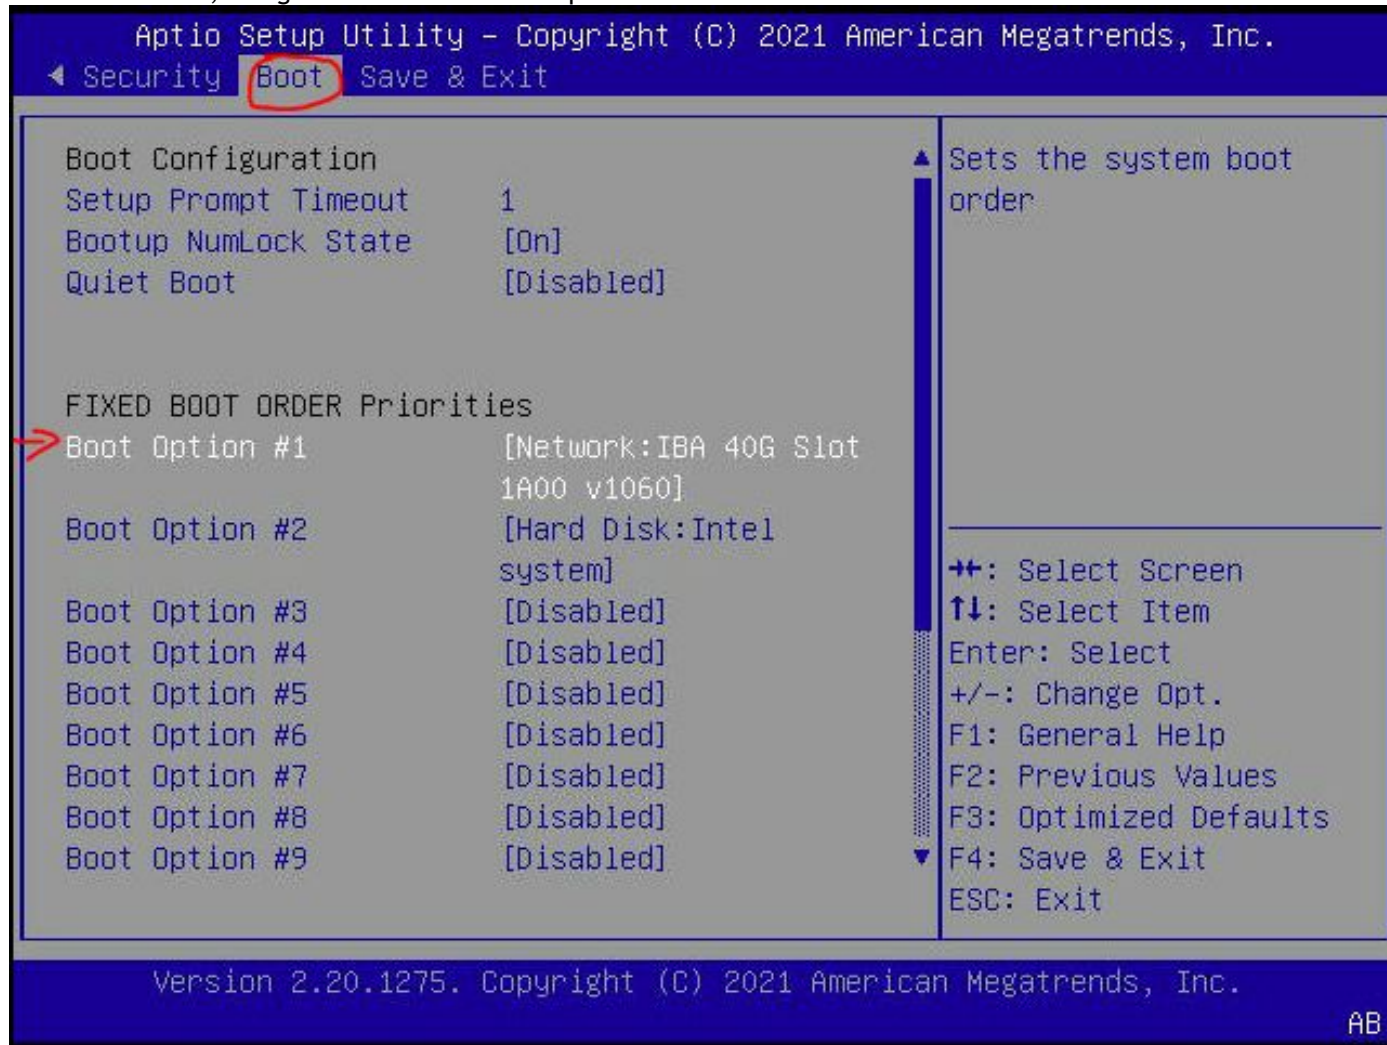 Aptio Setup Utility – Copyright (C) 2021 American Megatrends, Inc.
Security Boot Save & Exit
Boot Configuration
Setup Prompt Timeout 1
Bootup NumLock State [On]
Quiet Boot [Disabled]
FIXED BOOT ORDER Priorities
Boot Option #1 [Network:IBA 40G Slot
1A00 v1060]
Boot Option #2 [Hard Disk:Intel
system]
Boot Option #3 [Disabled]
Boot Option #4 [Disabled]
Boot Option #5 [Disabled]
Boot Option #6 [Disabled]
Boot Option #7 [Disabled]
Boot Option #8 [Disabled]
Boot Option #9 [Disabled]
Sets the system boot
order
→←: Select Screen
↑↓: Select Item
Enter: Select
+/-: Change Opt.
F1: General Help
F2: Previous Values
F3: Optimized Defaults
F4: Save & Exit
ESC: Exit
Version 2.20.1275. Copyright (C) 2021 American Megatrends, Inc.
AB